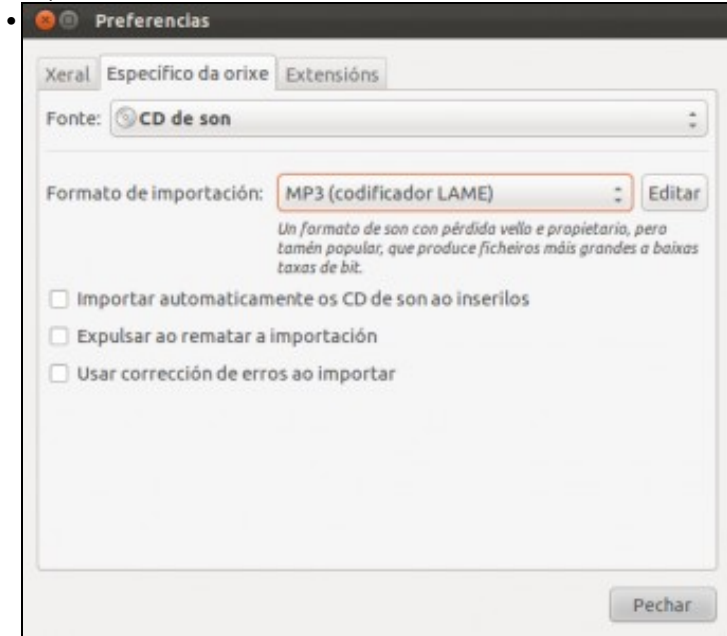 Preferencias
Xeral Específico da orixe Extensións
Fonte: CD de son
Formato de importación: MP3 (codificador LAME) Editar
Un formato de son con pérdida vello e propietario, pero
tamén popular, que produce ficheiros máis grandes a baixas
taxas de bit.
Importar automaticamente os CD de son ao inserilos
Expulsar ao rematar a importación
Usar corrección de erros ao importar
Pechar